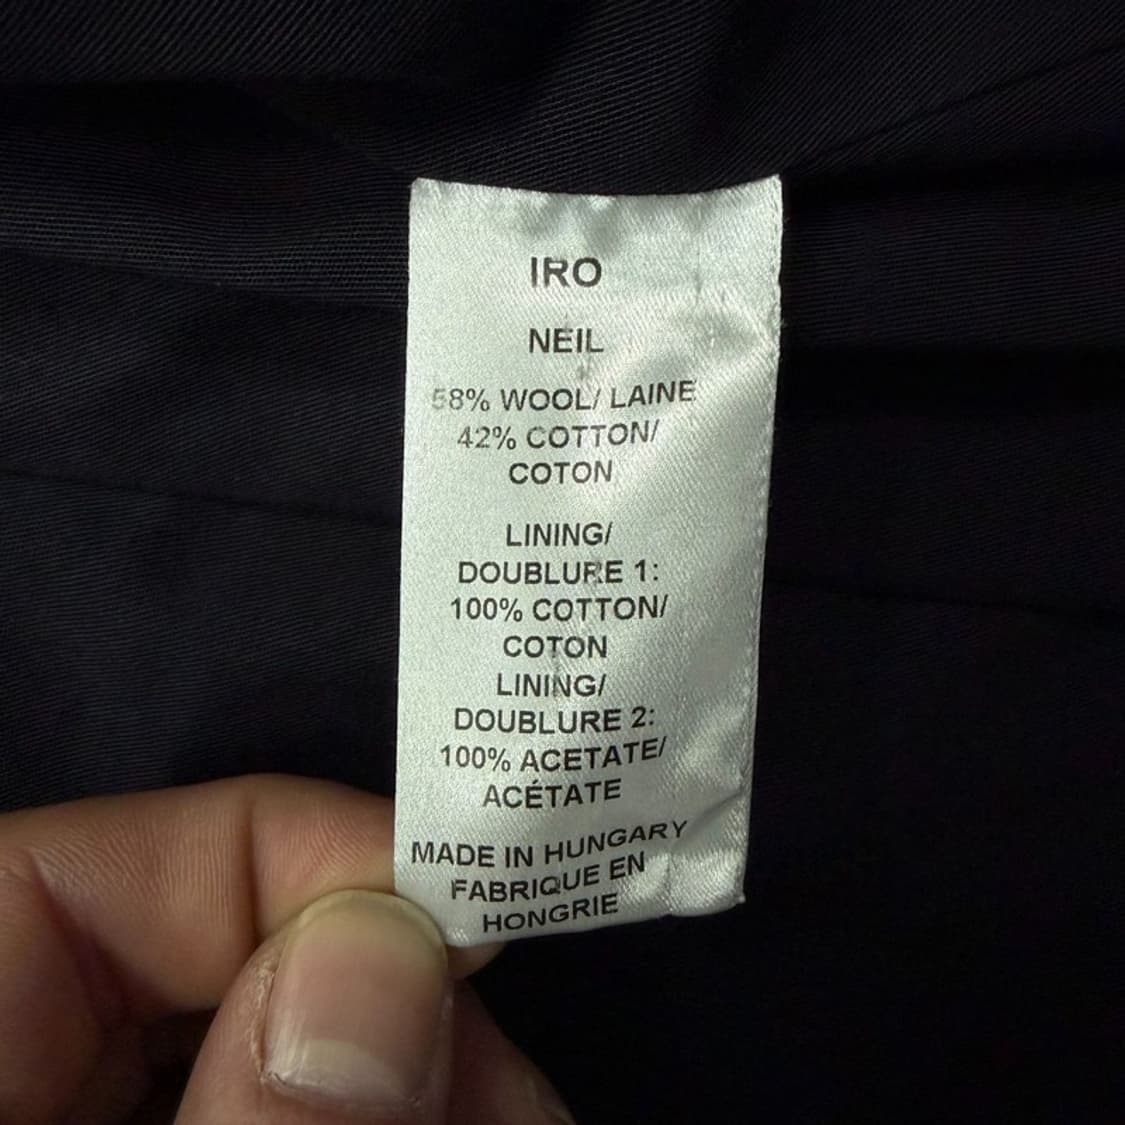 IRO
NEIL
58% WOOL/ LAINE
42% COTTON/
COTON
LINING/
DOUBLURE 1:
100% COTTON/
COTON
LINING/
DOUBLURE 2:
100% ACETATE/
ACÉTATE
MADE IN HUNGARY
FABRIQUE EN
HONGRIE